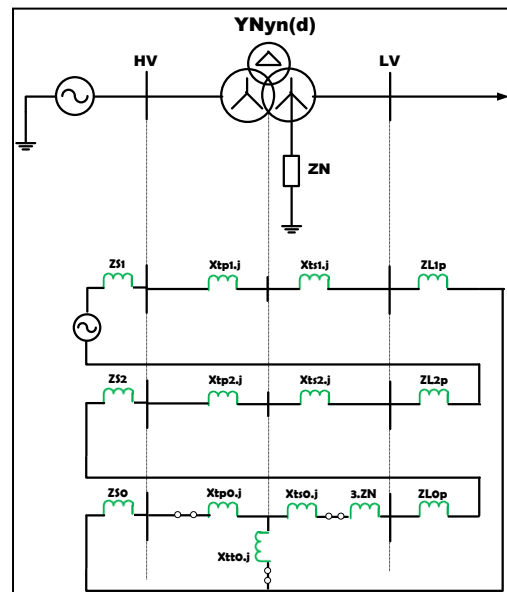 YNyn(d)
HV
LV
ZN
ZS1
Xtp1.j
Xts1.j
ZL1p
ZS2
Xtp2.j
Xts2.j
ZL2p
ZS0
Xtp0.j
Xts0.j
3.ZN
ZL0p
Xtt0.j